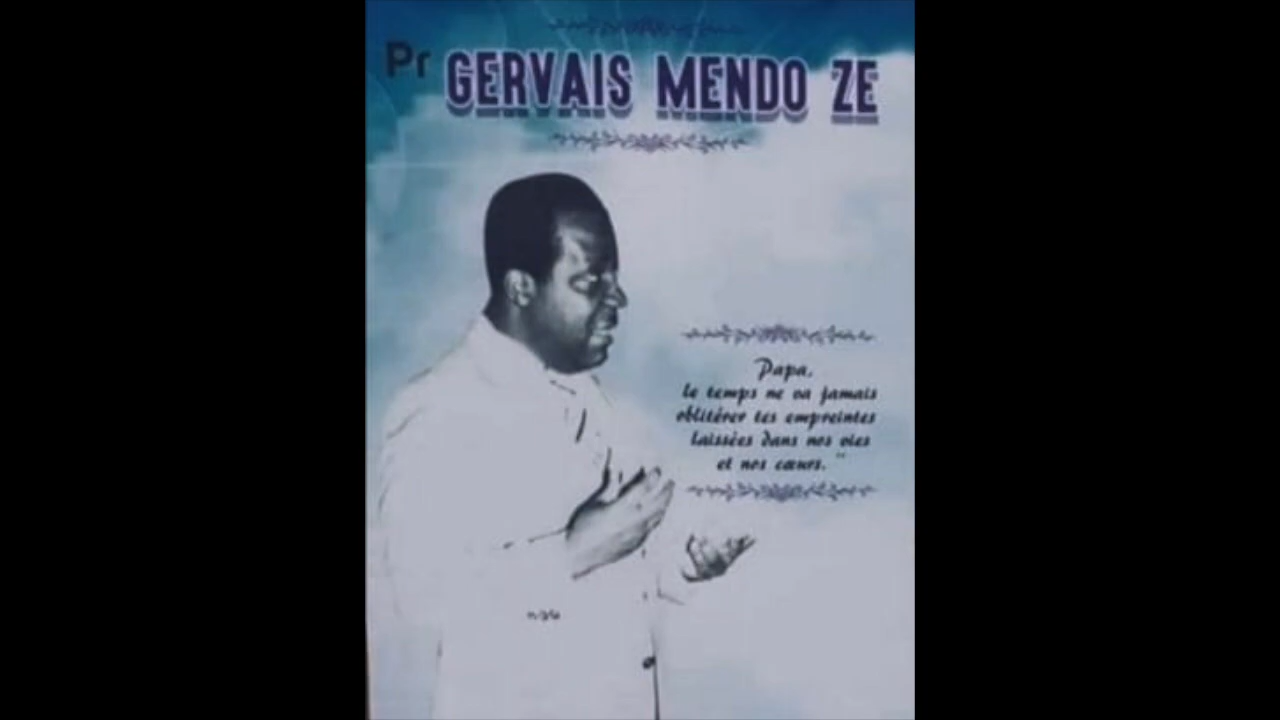 Pr GERVAIS MENDO ZE
Papa,
le temps ne va jamais
oblitérer tes empreintes
laissées dans nos vies
et nos cœurs.”